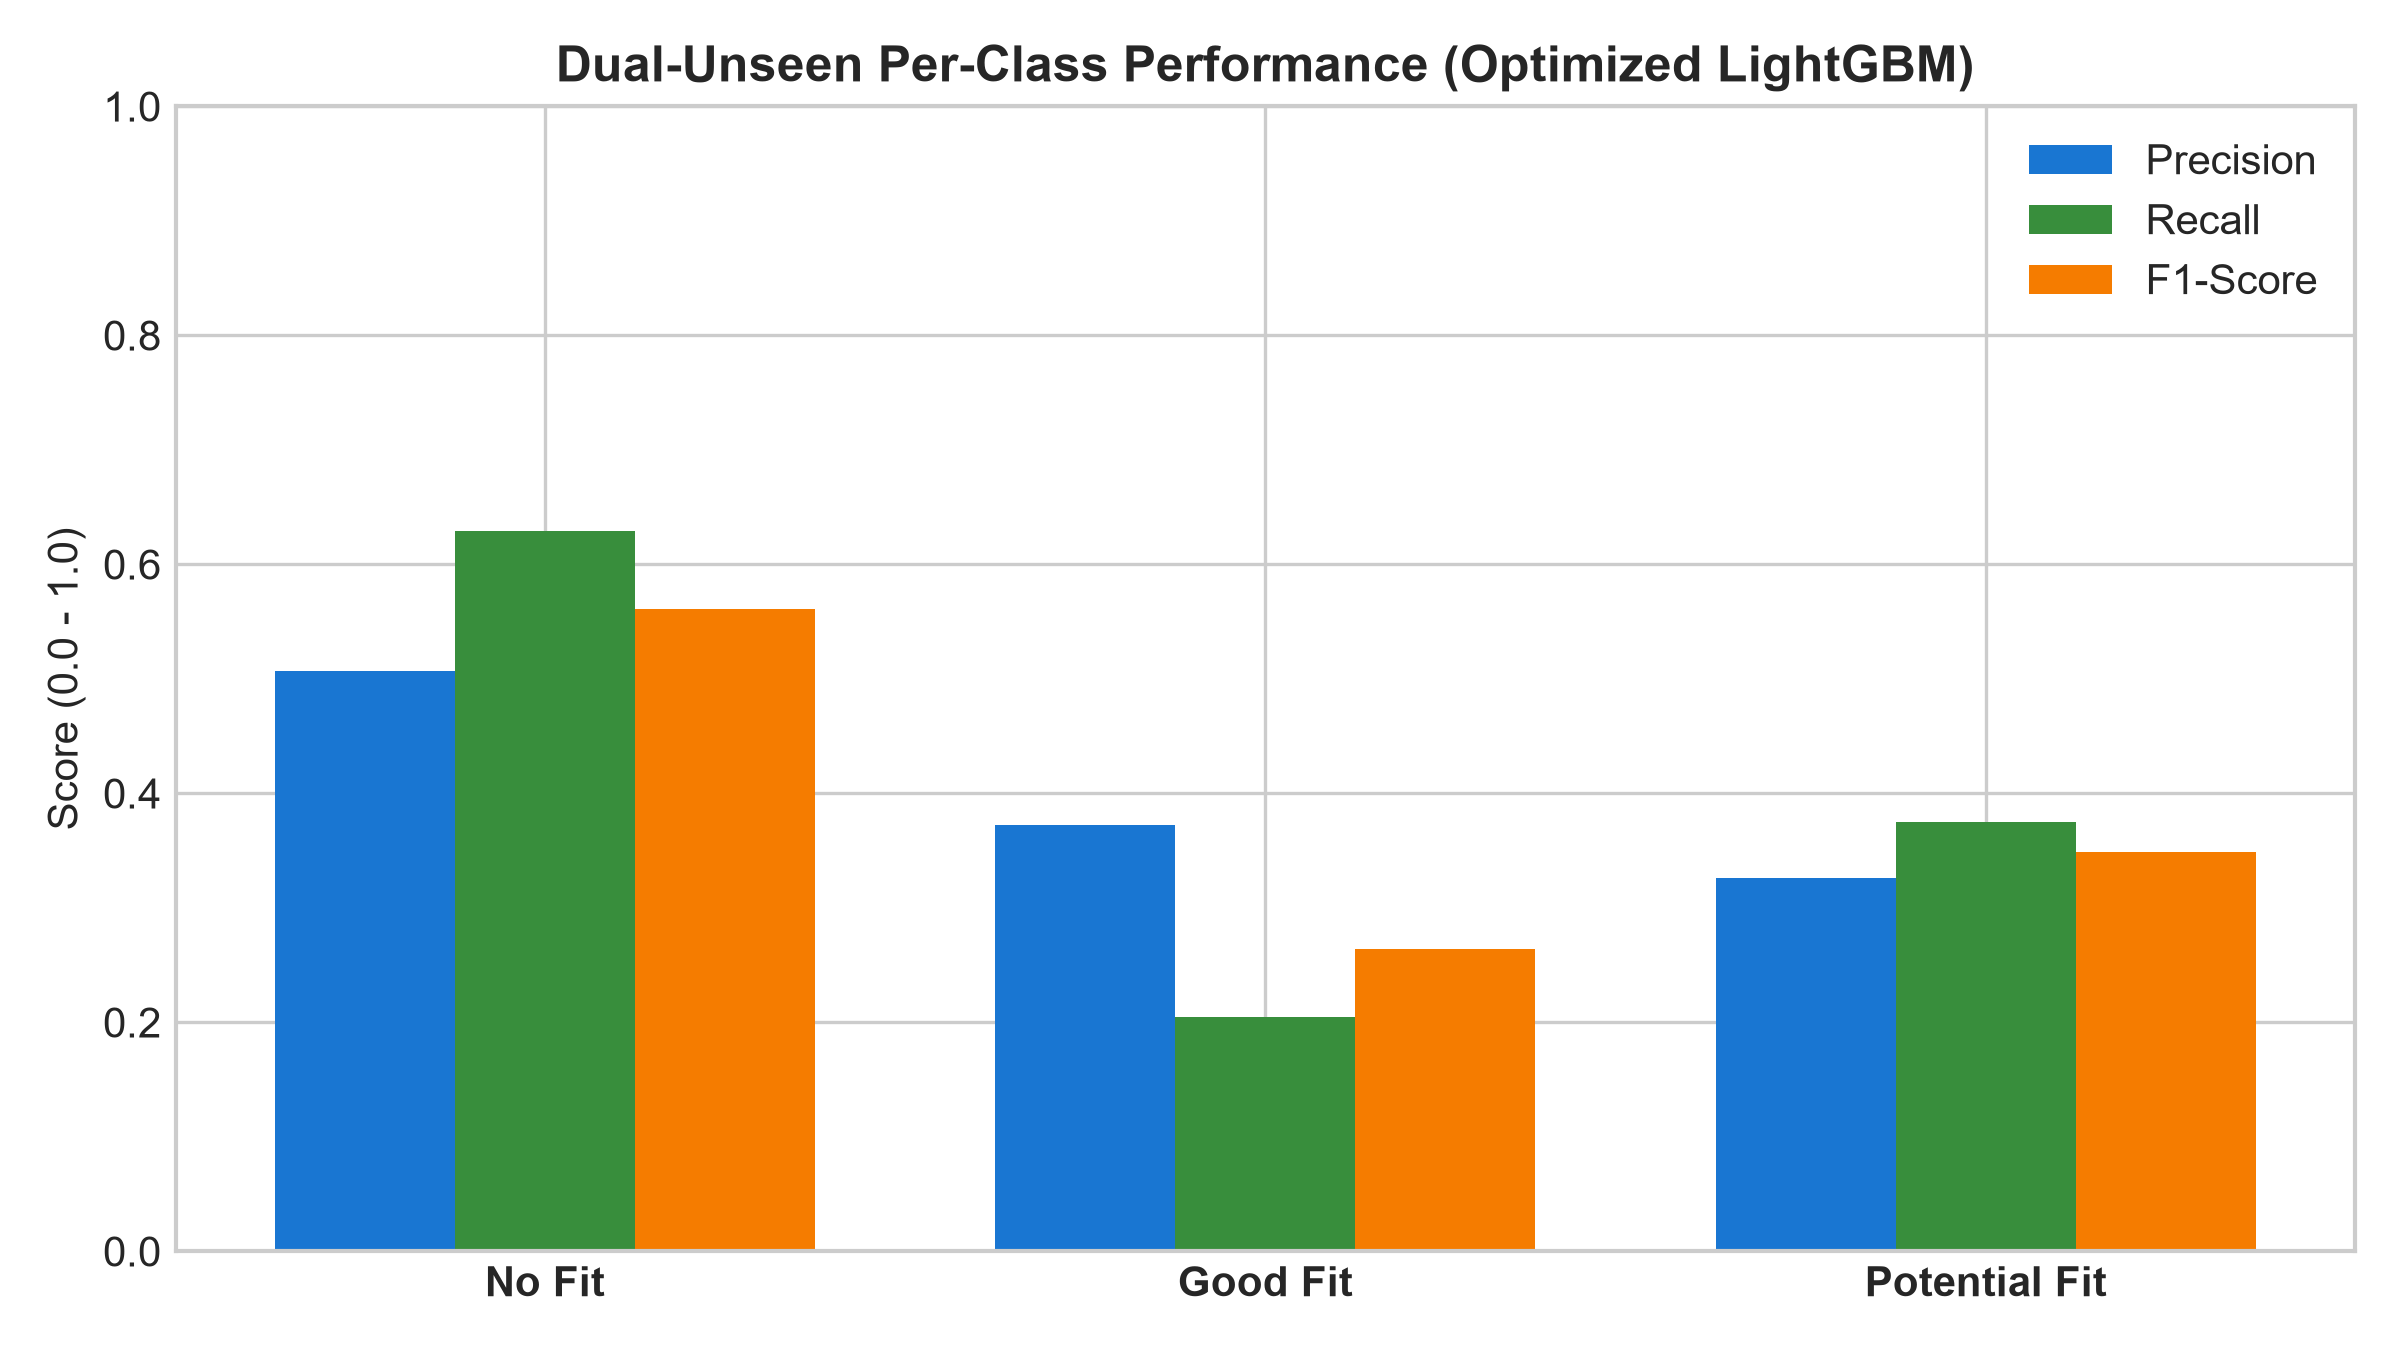 Dual-Unseen Per-Class Performance (Optimized LightGBM)
1.0
0.8
0.6
0.4
0.2
0.0
Score (0.0 - 1.0)
Precision
Recall
F1-Score
No Fit
Good Fit
Potential Fit